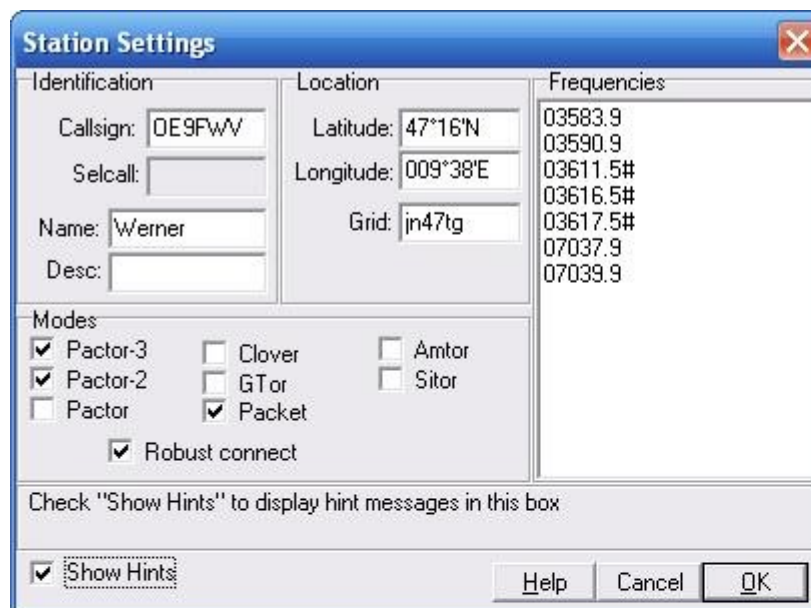 Station Settings
Identification
Callsign: OE9FWV
Selcall:
Name: Werner
Desc:
Location
Latitude: 47°16'N
Longitude: 009°38'E
Grid: jn47tg
Frequencies
03583.9
03590.9
03611.5#
03616.5#
03617.5#
07037.9
07039.9
Modes
Pactor-3
Pactor-2
Pactor
Clover
GTor
Packet
Amtor
Sitor
Robust connect
Check "Show Hints" to display hint messages in this box
Show Hints
Help
Cancel
OK